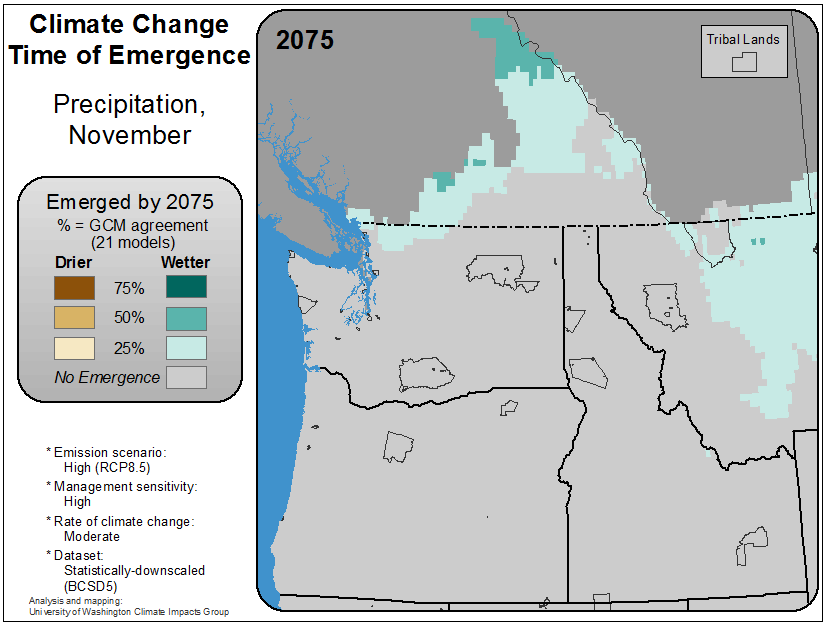 Climate Change
Time of Emergence
Precipitation,
November
Emerged by 2075
% = GCM agreement
(21 models)
Drier Wetter
75%
50%
25%
No Emergence
* Emission scenario:
High (RCP8.5)
* Management sensitivity:
High
* Rate of climate change:
Moderate
* Dataset:
Statistically-downscaled
(BCSD5)
Analysis and mapping:
University of Washington Climate Impacts Group
2075
Tribal Lands